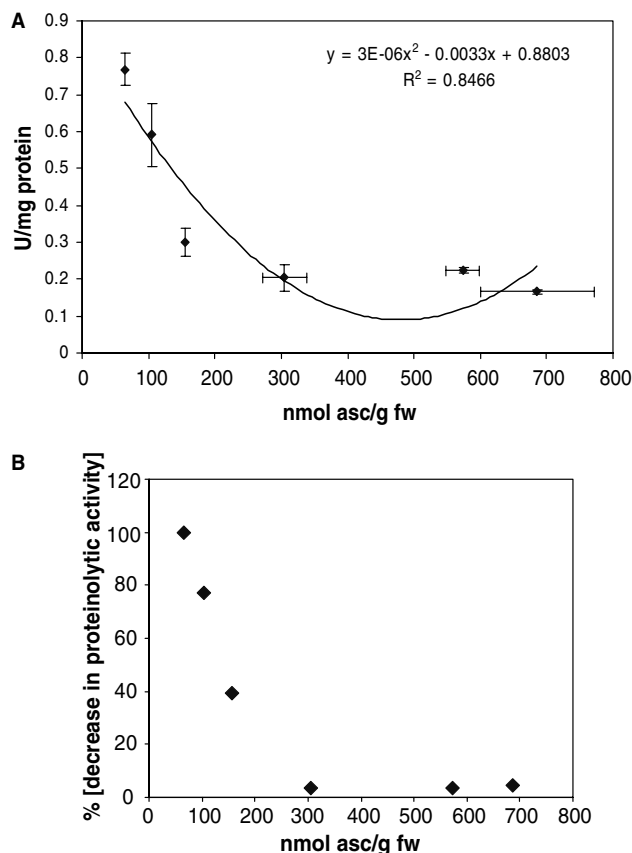 A
y = 3E-06x² - 0.0033x + 0.8803
R² = 0.8466
0.9
0.8
0.7
0.6
0.5
0.4
0.3
0.2
0.1
0
U/mg protein
0 100 200 300 400 500 600 700 800
nmol asc/g fw
B
% [decrease in proteinolytic activity]
120
100
80
60
40
20
0
0 100 200 300 400 500 600 700 800
nmol asc/g fw